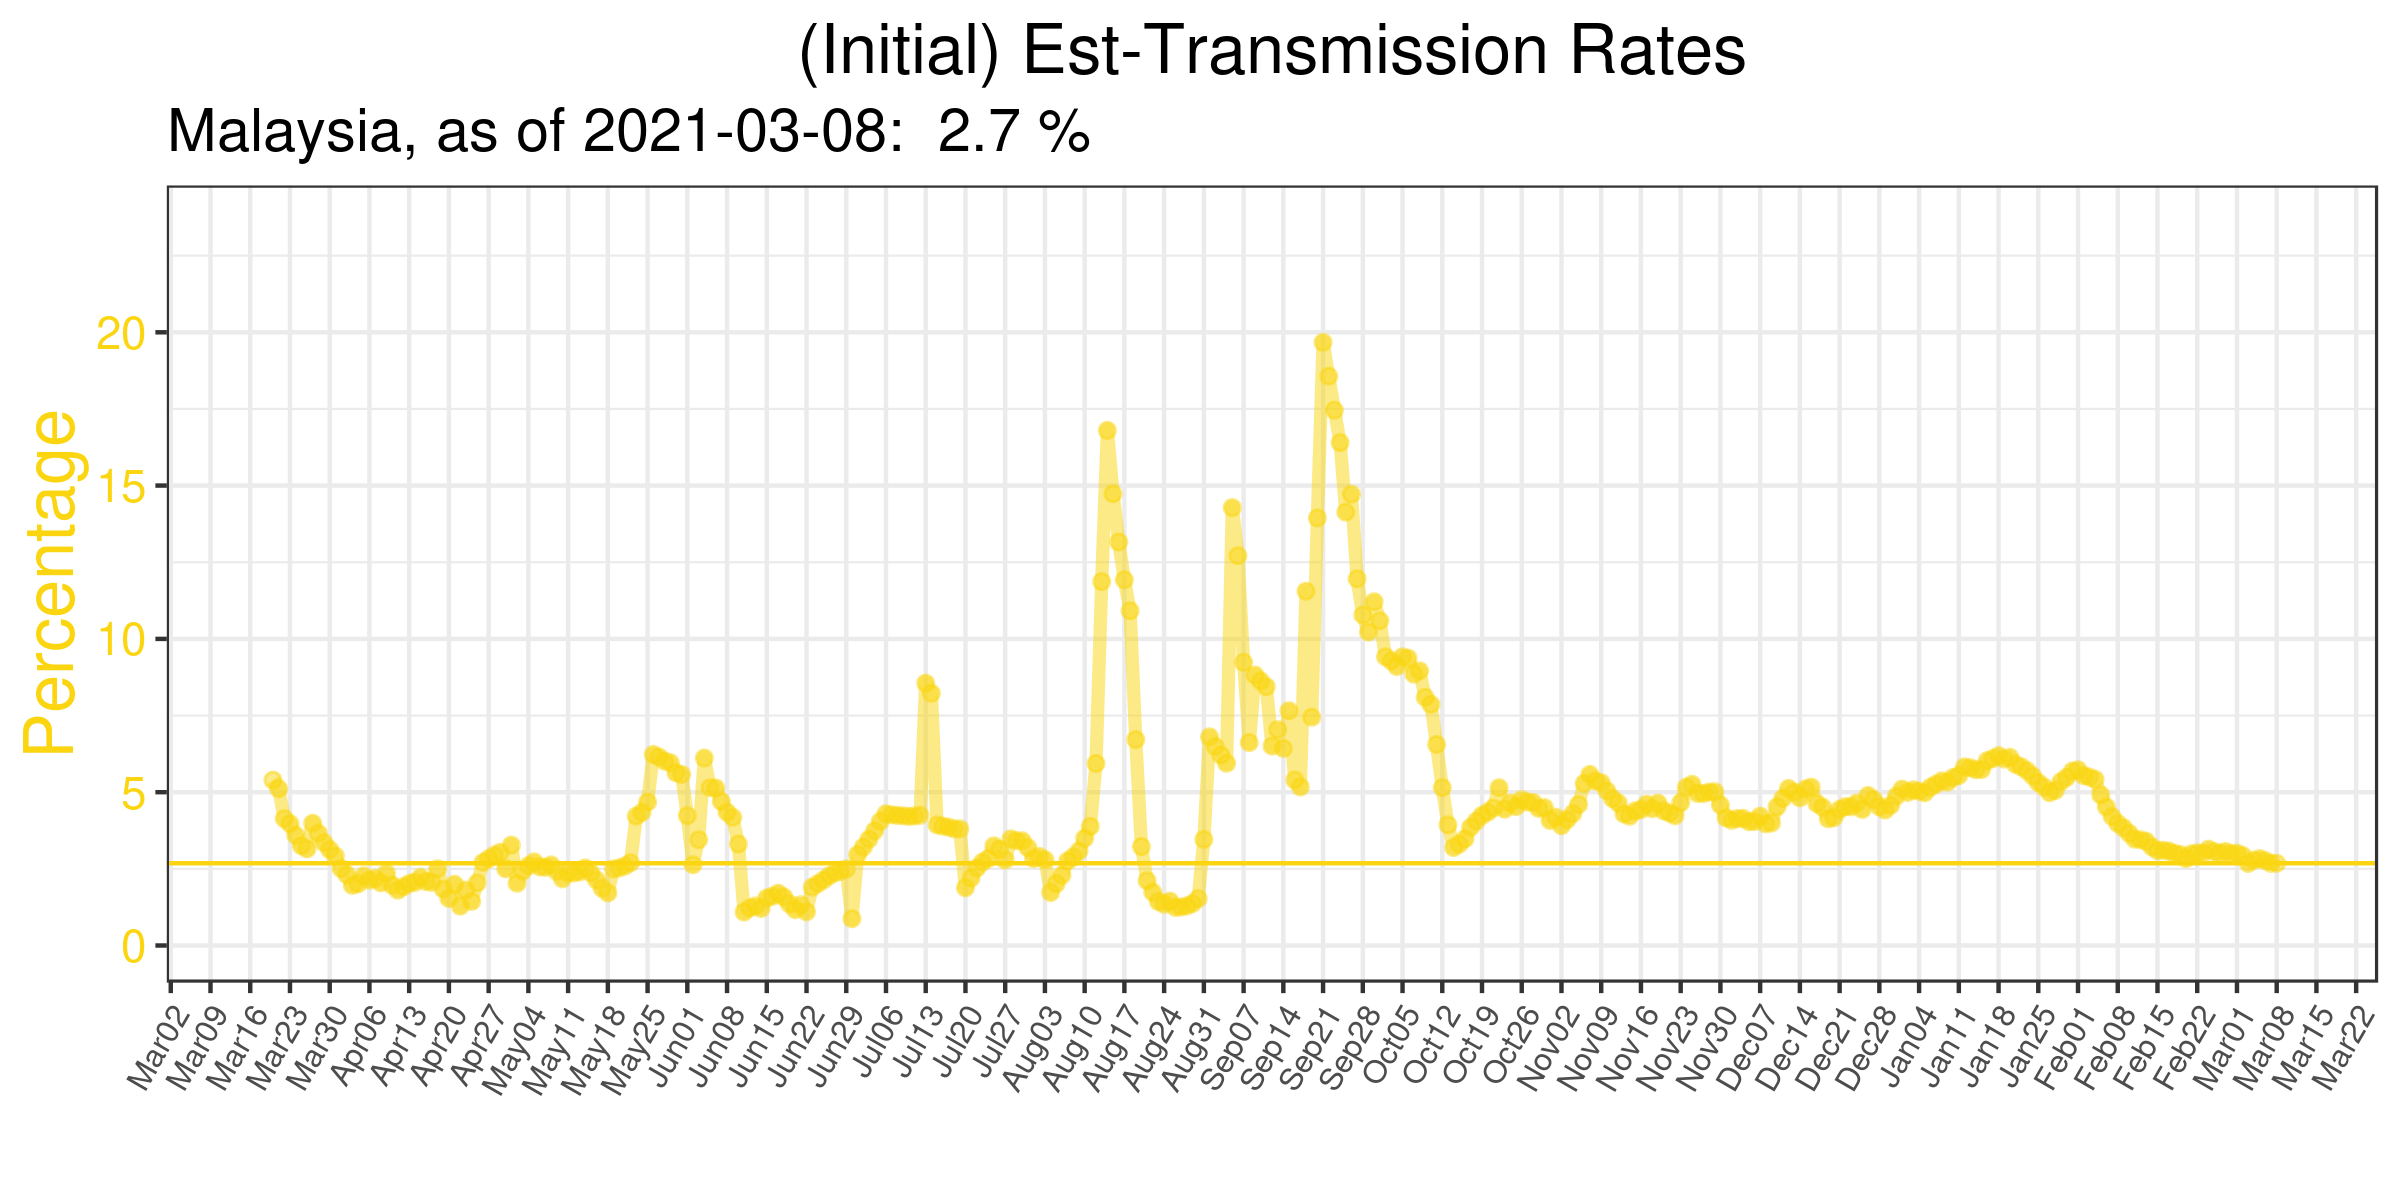 (Initial) Est-Transmission Rates
Malaysia, as of 2021-03-08:  2.7 %
Percentage
20
15
10
5
0
Mar02
Mar09
Mar16
Mar23
Mar30
Apr06
Apr13
Apr20
Apr27
May04
May11
May18
May25
Jun01
Jun08
Jun15
Jun22
Jun29
Jul06
Jul13
Jul20
Jul27
Aug03
Aug10
Aug17
Aug24
Aug31
Sep07
Sep14
Sep21
Sep28
Oct05
Oct12
Oct19
Oct26
Nov02
Nov09
Nov16
Nov23
Nov30
Dec07
Dec14
Dec21
Dec28
Jan04
Jan11
Jan18
Jan25
Feb01
Feb08
Feb15
Feb22
Mar01
Mar08
Mar15
Mar22